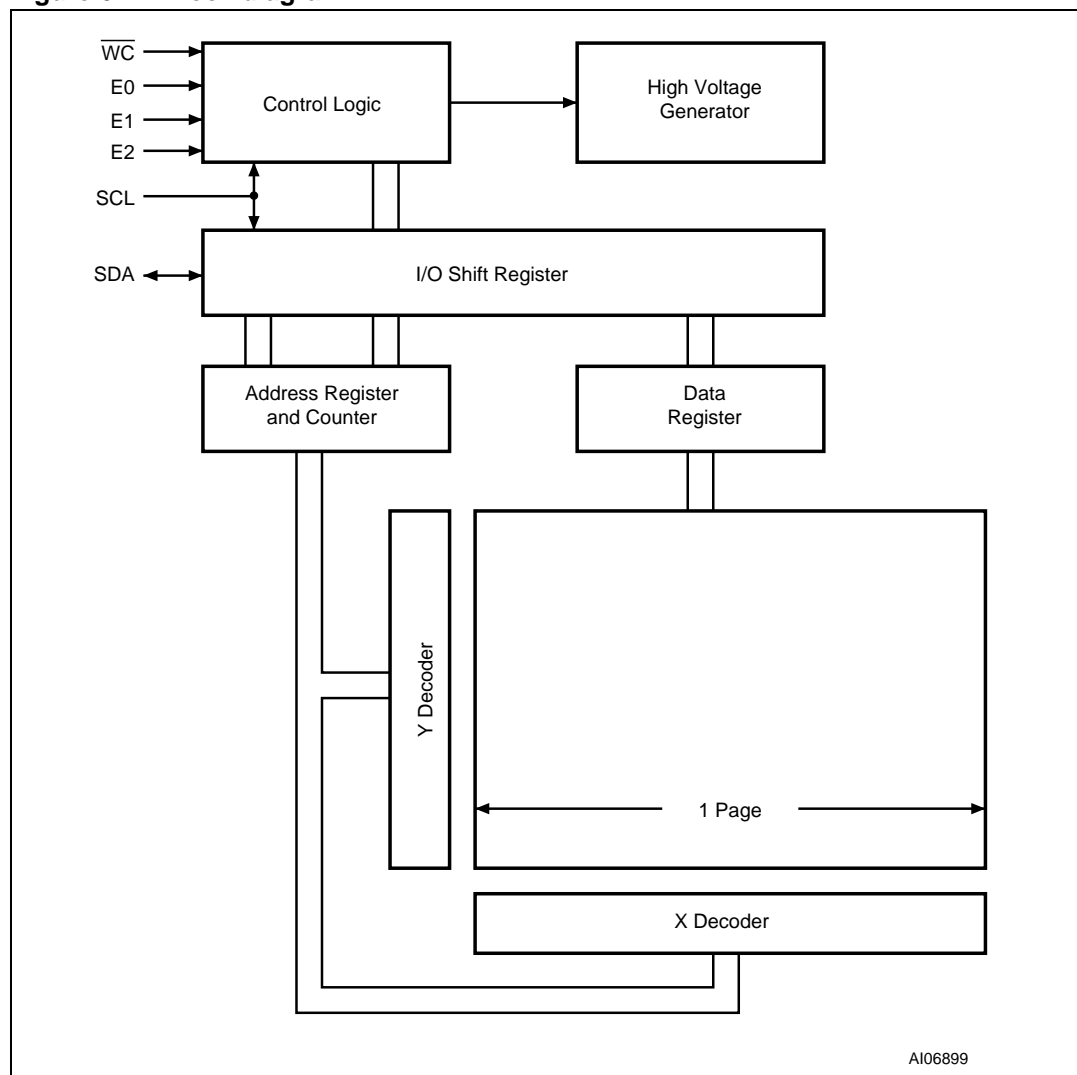 W̅C̅
E0
E1
E2
SCL
SDA
Control Logic
High Voltage
Generator
I/O Shift Register
Address Register
and Counter
Data
Register
Y Decoder
1 Page
X Decoder
AI06899